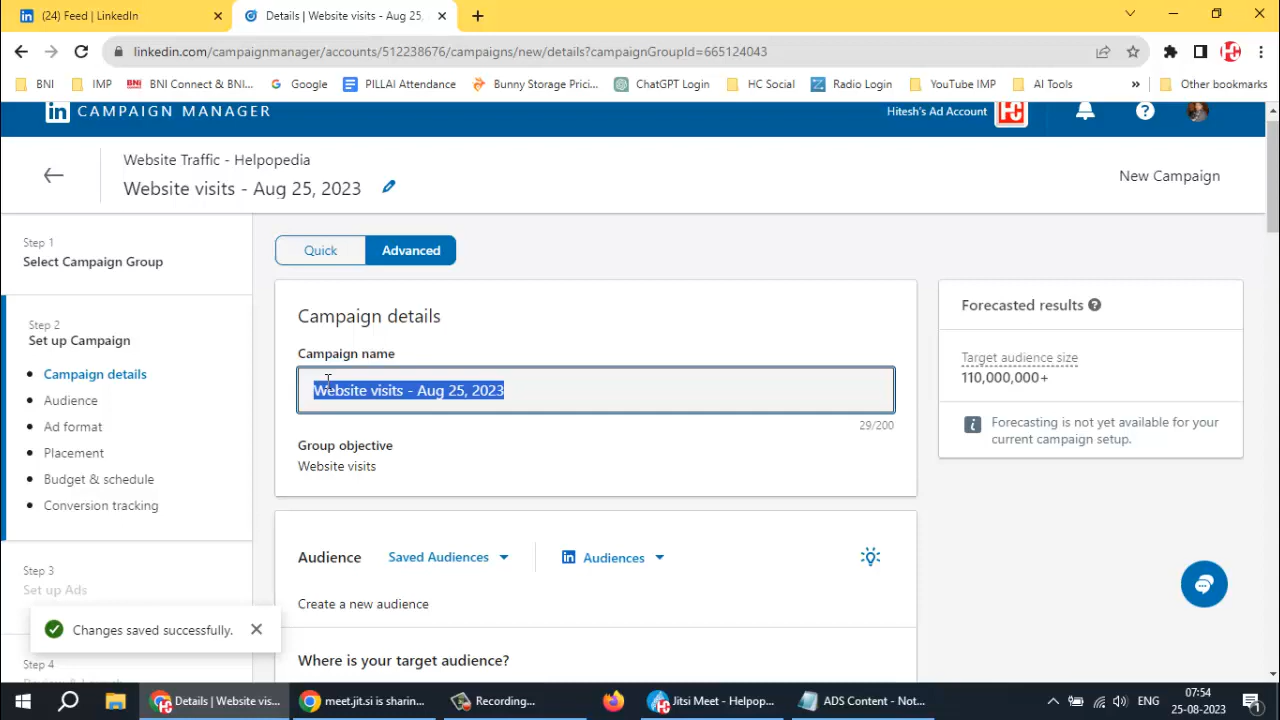 (24) Feed | LinkedIn
Details | Website visits - Aug 25,
linkedin.com/campaignmanager/accounts/512238676/campaigns/new/details?campaignGroupId=665124043
BNI
IMP
BNI Connect & BNI...
Google
PILLAI Attendance
Bunny Storage Pricin...
ChatGPT Login
HC Social
Radio Login
YouTube IMP
AI Tools
»
Other bookmarks
in CAMPAIGN MANAGER
Hitesh's Ad Account
Website Traffic - Helpopedia
Website visits - Aug 25, 2023
New Campaign
Step 1
Select Campaign Group
Quick
Advanced
Step 2
Set up Campaign
Campaign details
Audience
Ad format
Placement
Budget & schedule
Conversion tracking
Step 3
Set up Ads
Changes saved successfully.
Step 4
Campaign details
Campaign name
Website visits - Aug 25, 2023
29/200
Group objective
Website visits
Audience
Saved Audiences
Audiences
Create a new audience
Where is your target audience?
Forecasted results
Target audience size
110,000,000+
Forecasting is not yet available for your
current campaign setup.
Details | Website vis...
meet.jit.si is sharin...
Recording...
Jitsi Meet - Helpop...
ADS Content - Not...
ENG
07:54
25-08-2023